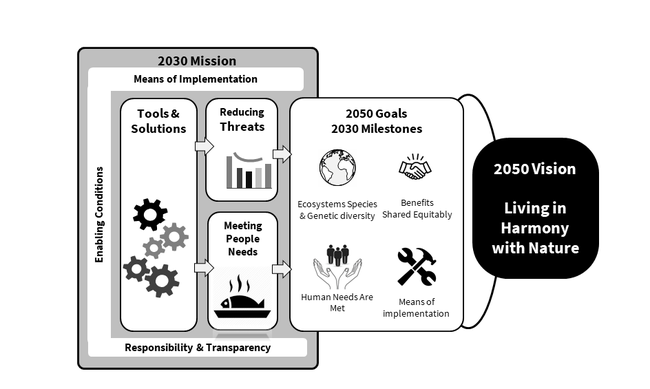 2030 Mission
Means of Implementation
Enabling Conditions
Tools &
Solutions
Reducing
Threats
Meeting
People
Needs
Responsibility & Transparency
2050 Goals
2030 Milestones
Ecosystems Species
& Genetic diversity
Benefits
Shared Equitably
Human Needs Are
Met
Means of
implementation
2050 Vision
Living in
Harmony
with Nature